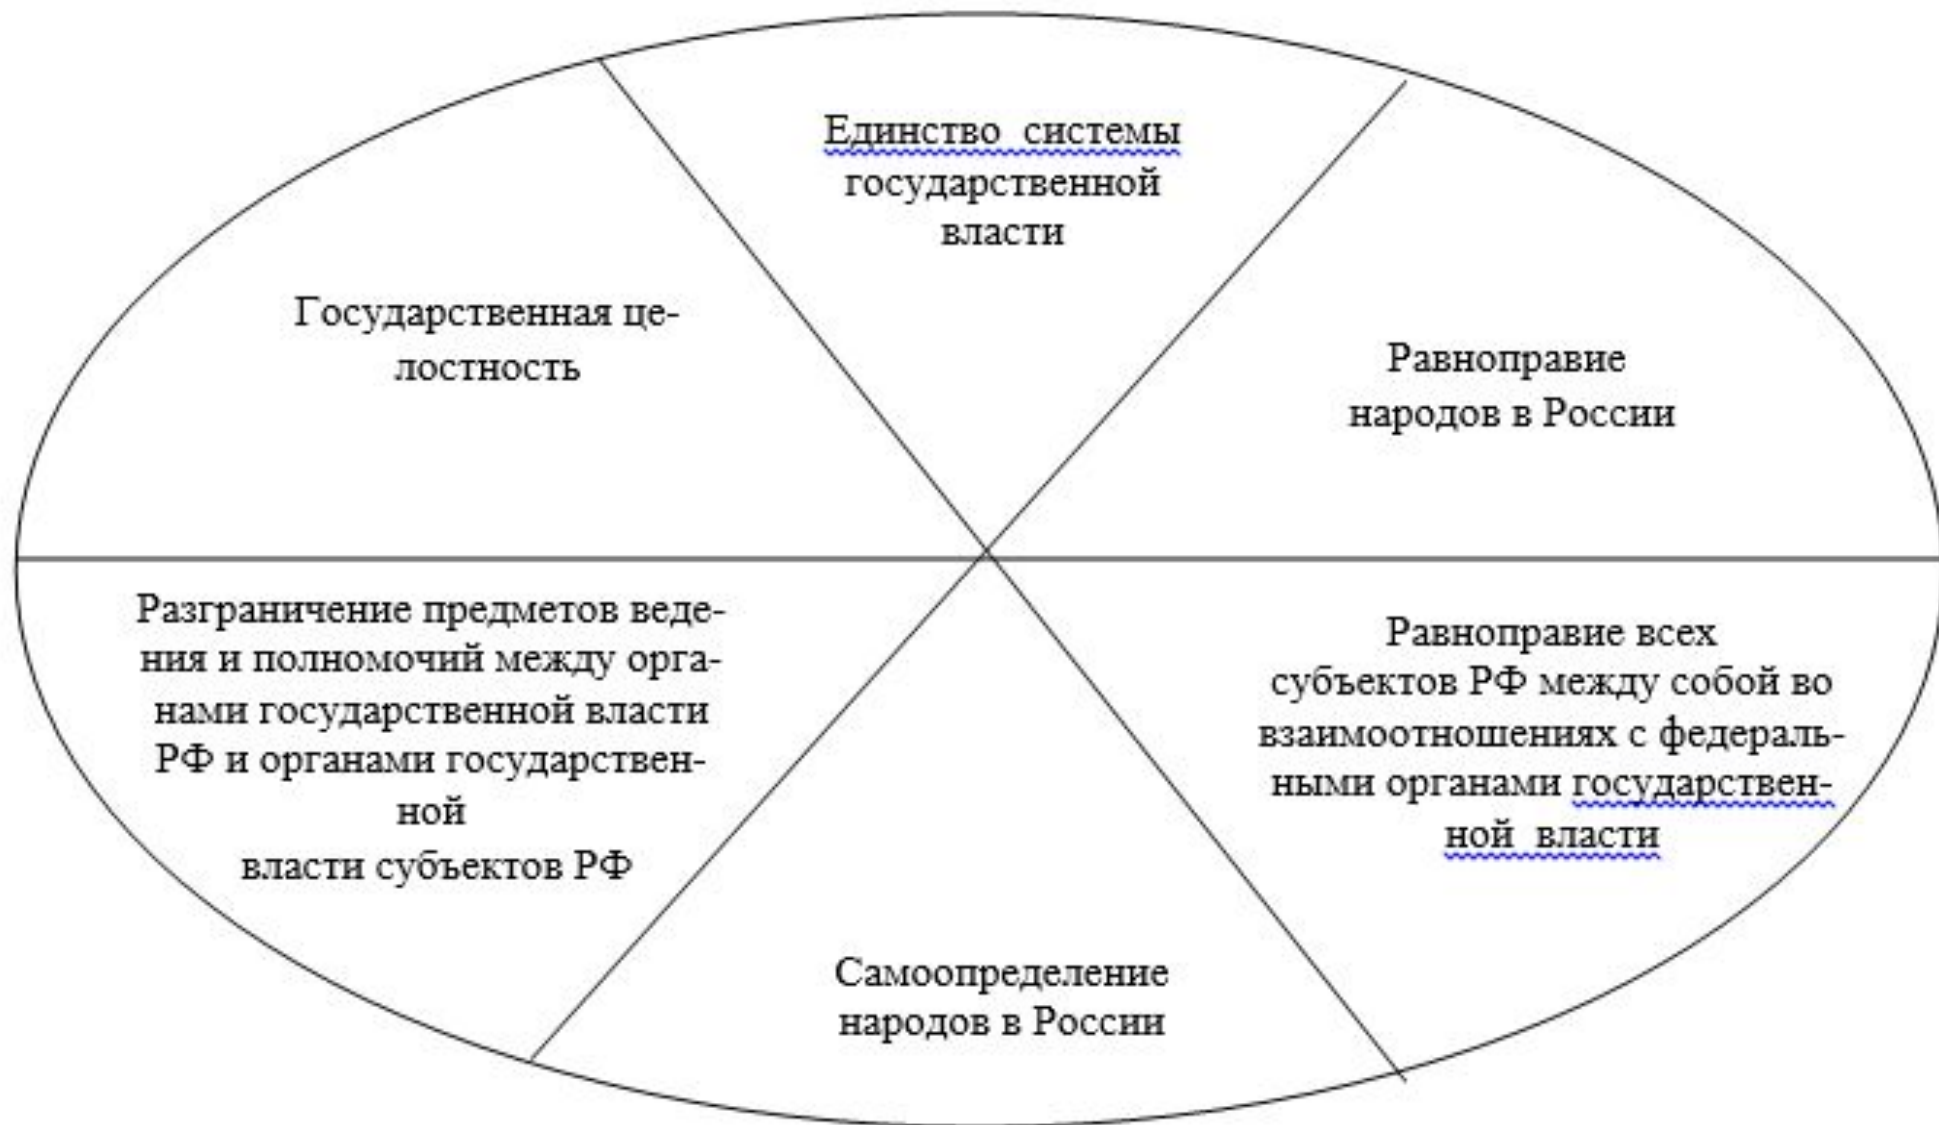 Единство системы
государственной
власти
Государственная це-
лостность
Равноправие
народов в России
Разграничение предметов веде-
ния и полномочий между орга-
нами государственной власти
РФ и органами государствен-
ной
власти субъектов РФ
Равноправие всех
субъектов РФ между собой во
взаимоотношениях с федераль-
ными органами государствен-
ной власти
Самоопределение
народов в России